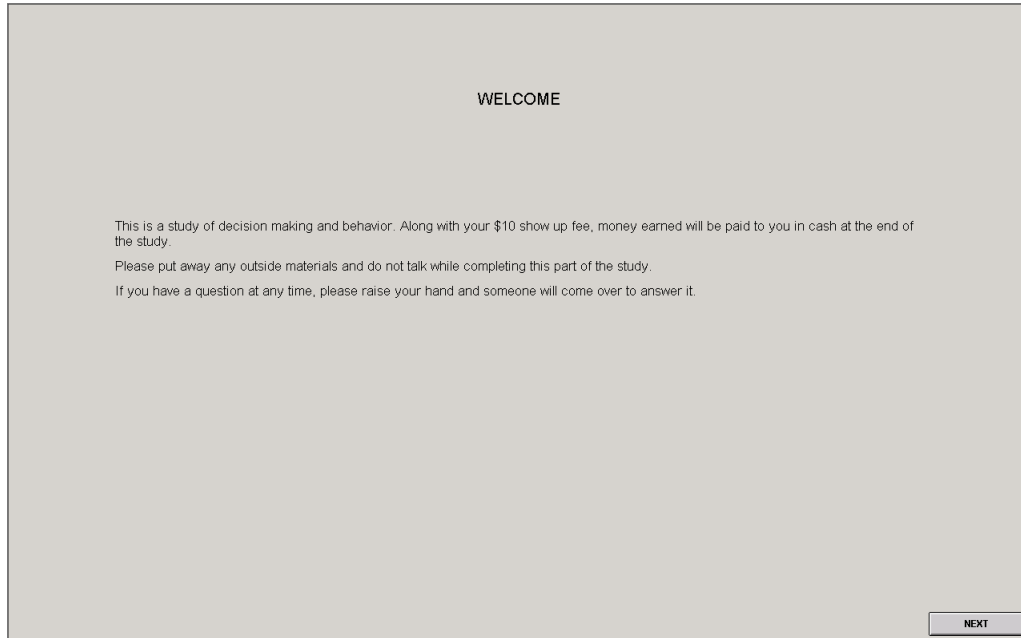 WELCOME
This is a study of decision making and behavior. Along with your $10 show up fee, money earned will be paid to you in cash at the end of
the study.
Please put away any outside materials and do not talk while completing this part of the study.
If you have a question at any time, please raise your hand and someone will come over to answer it.
NEXT